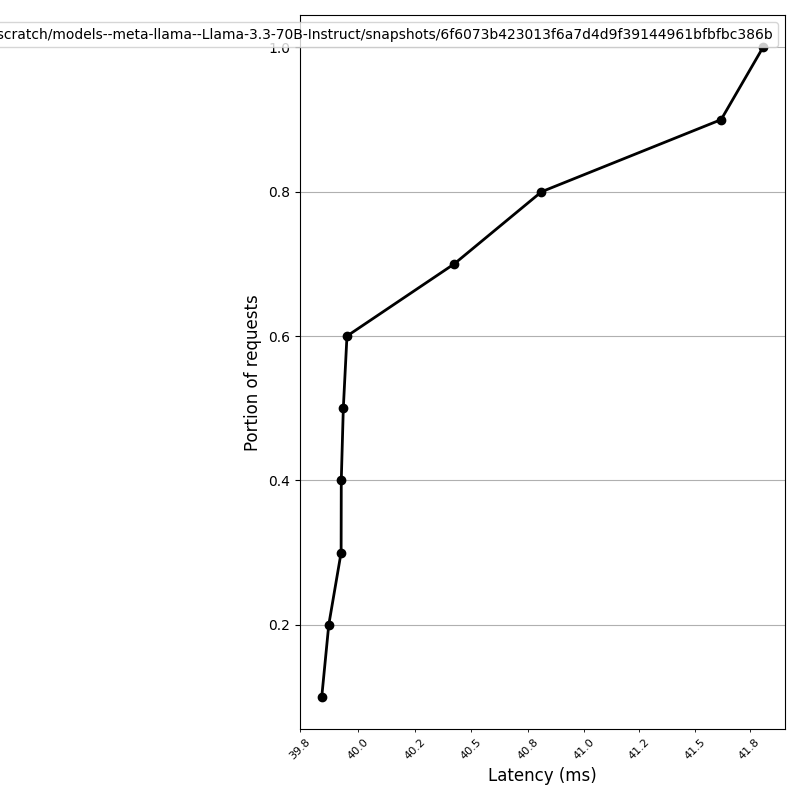 scratch/models--meta-llama--Llama-3.3-70B-Instruct/snapshots/6f6073b423013f6a7d4d9f39144961bfbfbc386b
1.0
0.8
0.6
0.4
0.2
Portion of requests
39.8 40.0 40.2 40.5 40.8 41.0 41.2 41.5 41.8
Latency (ms)